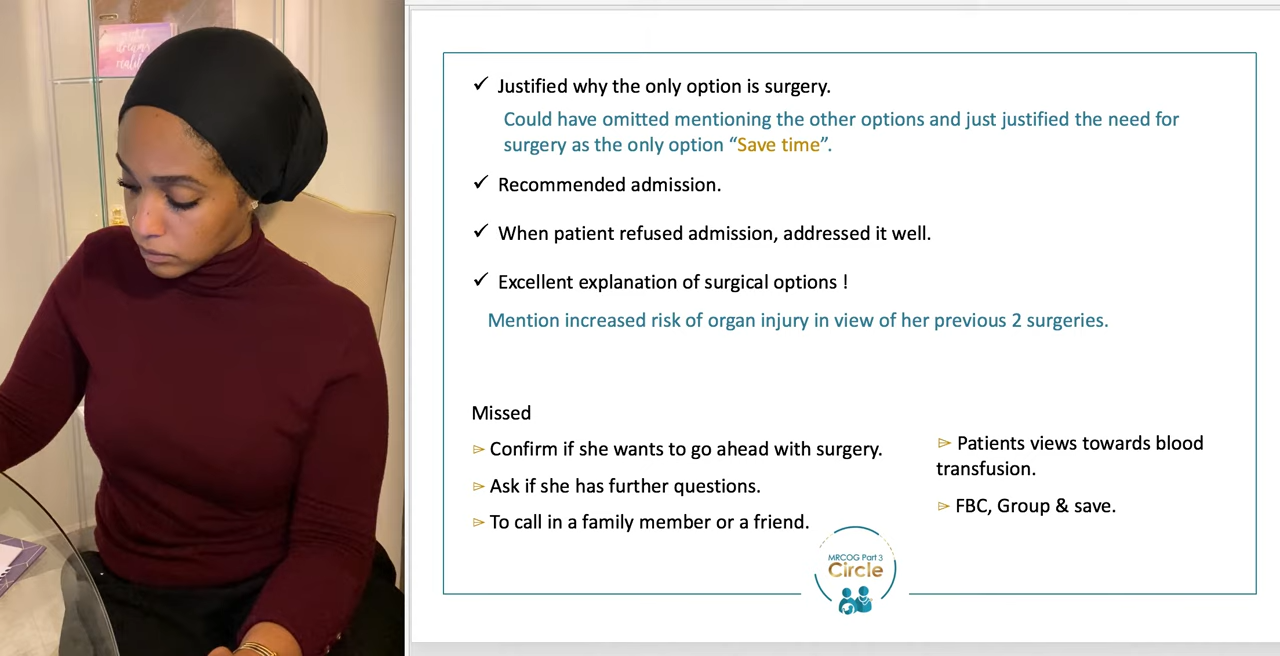 make
dreams
reality
✓ Justified why the only option is surgery.
Could have omitted mentioning the other options and just justified the need for
surgery as the only option “Save time”.
✓ Recommended admission.
✓ When patient refused admission, addressed it well.
✓ Excellent explanation of surgical options !
Mention increased risk of organ injury in view of her previous 2 surgeries.
Missed
Confirm if she wants to go ahead with surgery.
Ask if she has further questions.
To call in a family member or a friend.
Patients views towards blood
transfusion.
FBC, Group & save.
MRCOG Part 3
Circle